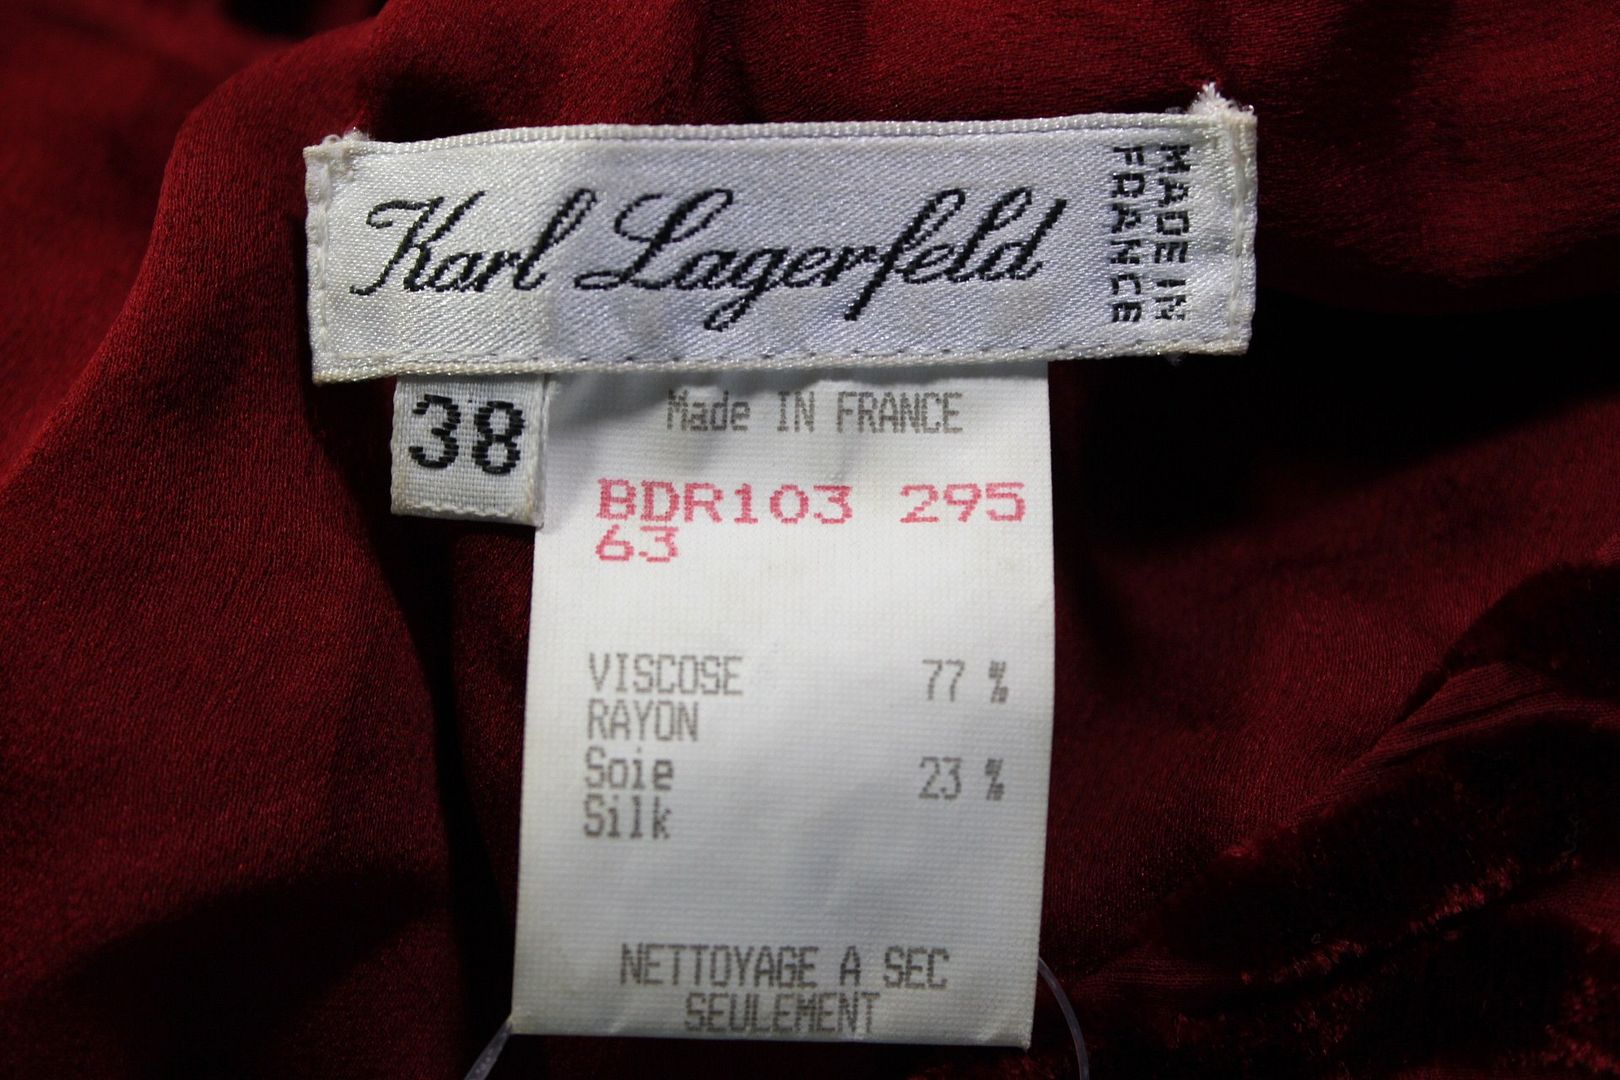 Karl Lagerfeld
MADE IN
FRANCE
38
Made IN FRANCE
BDR103 295
63
VISCOSE 77 %
RAYON
Soie 23 %
Silk
NETTOYAGE A SEC
SEULEMENT